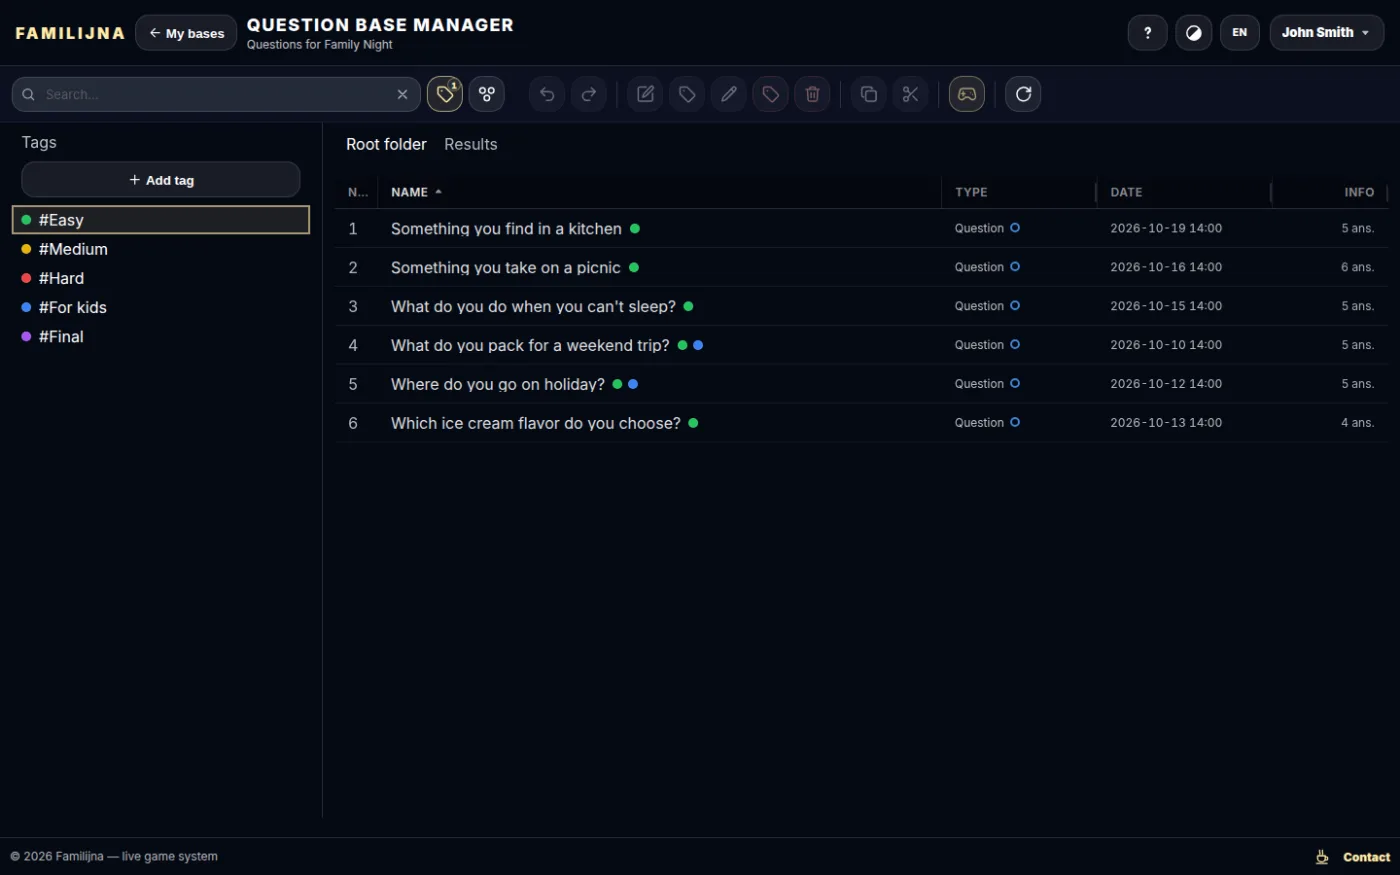 FAMILIJNA
← My bases
QUESTION BASE MANAGER
Questions for Family Night
?
EN
John Smith
Search...
1
Tags
+ Add tag
#Easy
#Medium
#Hard
#For kids
#Final
Root folder
Results
N... NAME TYPE DATE INFO
1 Something you find in a kitchen Question 2026-10-19 14:00 5 ans.
2 Something you take on a picnic Question 2026-10-16 14:00 6 ans.
3 What do you do when you can't sleep? Question 2026-10-15 14:00 5 ans.
4 What do you pack for a weekend trip? Question 2026-10-10 14:00 5 ans.
5 Where do you go on holiday? Question 2026-10-12 14:00 5 ans.
6 Which ice cream flavor do you choose? Question 2026-10-13 14:00 4 ans.
© 2026 Familijna — live game system
Contact